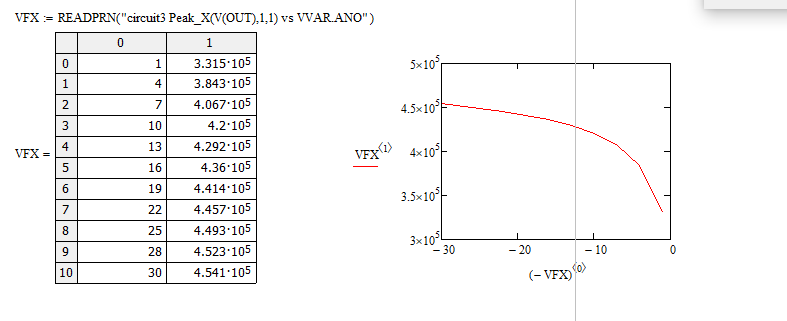 VFX := READPRN("circuit3 Peak_X(V(OUT),1,1) vs VVAR.ANO")
VFX =
0 1
0 1 3.315·10⁵
1 4 3.843·10⁵
2 7 4.067·10⁵
3 10 4.2·10⁵
4 13 4.292·10⁵
5 16 4.36·10⁵
6 19 4.414·10⁵
7 22 4.457·10⁵
8 25 4.493·10⁵
9 28 4.523·10⁵
10 30 4.541·10⁵
VFX⟨1⟩
5×10⁵
4.5×10⁵
4×10⁵
3.5×10⁵
3×10⁵
−30 −20 −10 0
(−VFX)⟨0⟩